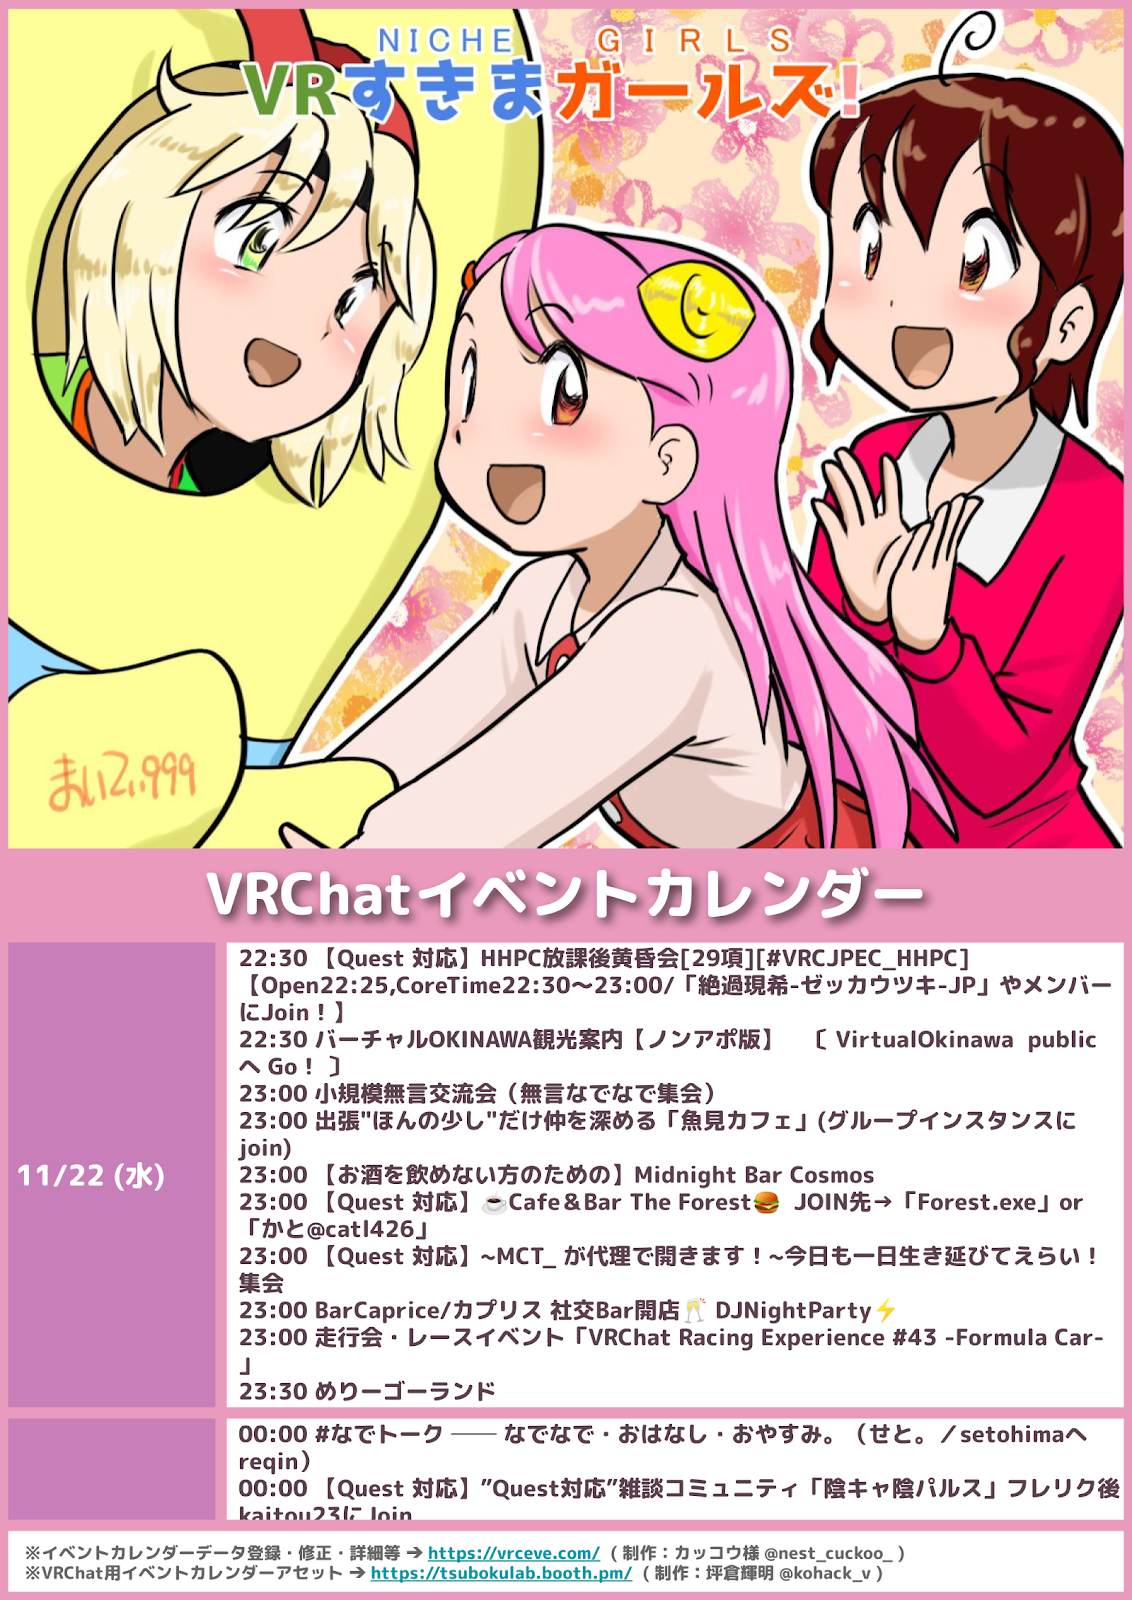 NICHE GIRLS
VRすきまガールズ!
まいてぃ999
VRChatイベントカレンダー
11/22 (水)
22:30 【Quest 対応】HHPC放課後黄昏会[29項][#VRCJPEC_HHPC]
【Open22:25,CoreTime22:30～23:00/「絶過現希-ゼッカウツキ-JP」やメンバー
にJoin！】
22:30 バーチャルOKINAWA観光案内【ノンアポ版】 〔 VirtualOkinawa public
へ Go！ 〕
23:00 小規模無言交流会（無言なでなで集会）
23:00 出張"ほんの少し"だけ仲を深める「魚見カフェ」(グループインスタンスに
join)
23:00 【お酒を飲めない方のための】Midnight Bar Cosmos
23:00 【Quest 対応】☕Cafe＆Bar The Forest🍔 JOIN先→「Forest.exe」or
「かと@catl426」
23:00 【Quest 対応】~MCT_ が代理で開きます！~今日も一日生き延びてえらい！
集会
23:00 BarCaprice/カプリス 社交Bar開店🥂 DJNightParty⚡
23:00 走行会・レースイベント「VRChat Racing Experience #43 -Formula Car-
」
23:30 めりーゴーランド
00:00 #なでトーク ── なでなで・おはなし・おやすみ。（せと。／setohimaへ
reqin）
00:00 【Quest 対応】”Quest対応”雑談コミュニティ「陰キャ陰パルス」フレリク後
kaitou23にJoin
※イベントカレンダーデータ登録・修正・詳細等 ➔ https://vrceve.com/ ( 制作：カッコウ様 @nest_cuckoo_ )
※VRChat用イベントカレンダーアセット ➔ https://tsubokulab.booth.pm/ ( 制作：坪倉輝明 @kohack_v )